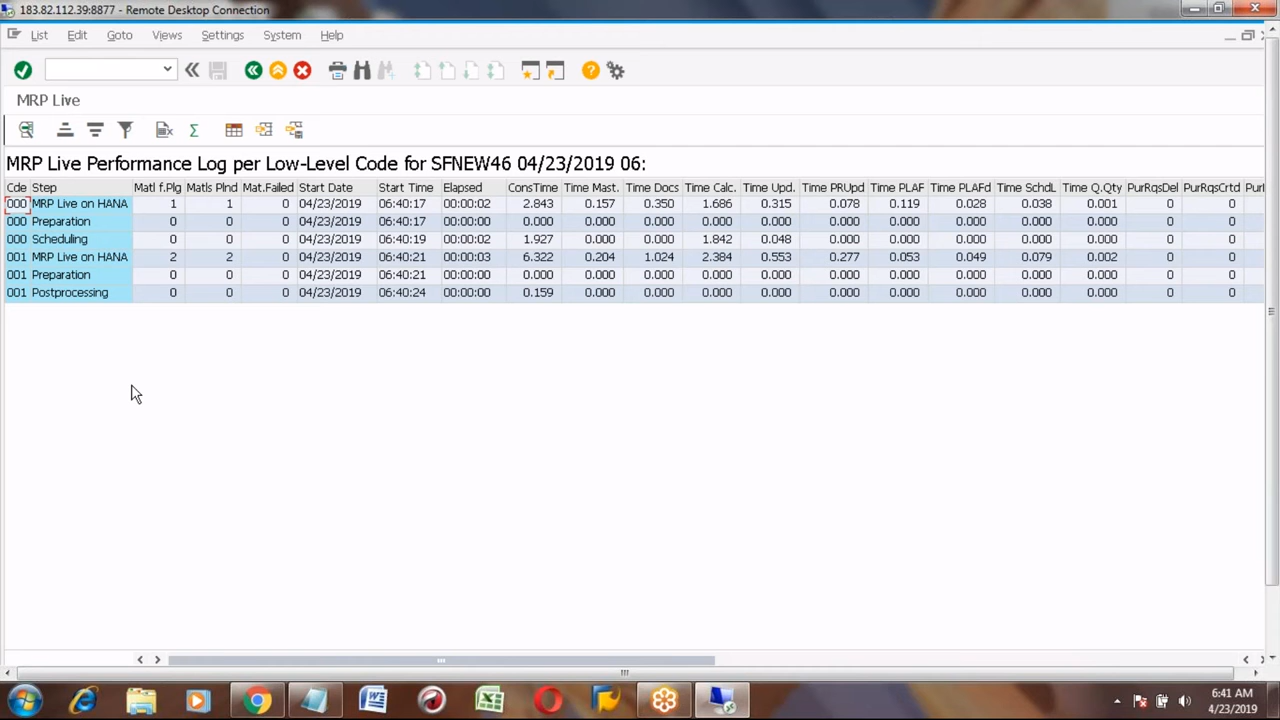 183.82.112.39:8877 - Remote Desktop Connection
List Edit Goto Views Settings System Help
MRP Live
MRP Live Performance Log per Low-Level Code for SFNEW46 04/23/2019 06:
Cde Step Matl f.Plg Matls Plnd Mat.Failed Start Date Start Time Elapsed ConsTime Time Mast. Time Docs Time Calc. Time Upd. Time PRUpd Time PLAF Time PLAFd Time SchdL Time Q.Qty PurRqsDel PurRqsCrtd
000 MRP Live on HANA 1 1 0 04/23/2019 06:40:17 00:00:02 2.843 0.157 0.350 1.686 0.315 0.078 0.119 0.028 0.038 0.001 0 0
000 Preparation 0 0 0 04/23/2019 06:40:17 00:00:00 0.000 0.000 0.000 0.000 0.000 0.000 0.000 0.000 0.000 0.000 0 0
000 Scheduling 0 0 0 04/23/2019 06:40:19 00:00:02 1.927 0.000 0.000 1.842 0.048 0.000 0.000 0.000 0.000 0.000 0 0
001 MRP Live on HANA 2 2 0 04/23/2019 06:40:21 00:00:03 6.322 0.204 1.024 2.384 0.553 0.277 0.053 0.049 0.079 0.002 0 0
001 Preparation 0 0 0 04/23/2019 06:40:21 00:00:00 0.000 0.000 0.000 0.000 0.000 0.000 0.000 0.000 0.000 0.000 0 0
001 Postprocessing 0 0 0 04/23/2019 06:40:24 00:00:00 0.159 0.000 0.000 0.000 0.000 0.000 0.000 0.000 0.000 0.000 0 0
6:41 AM
4/23/2019